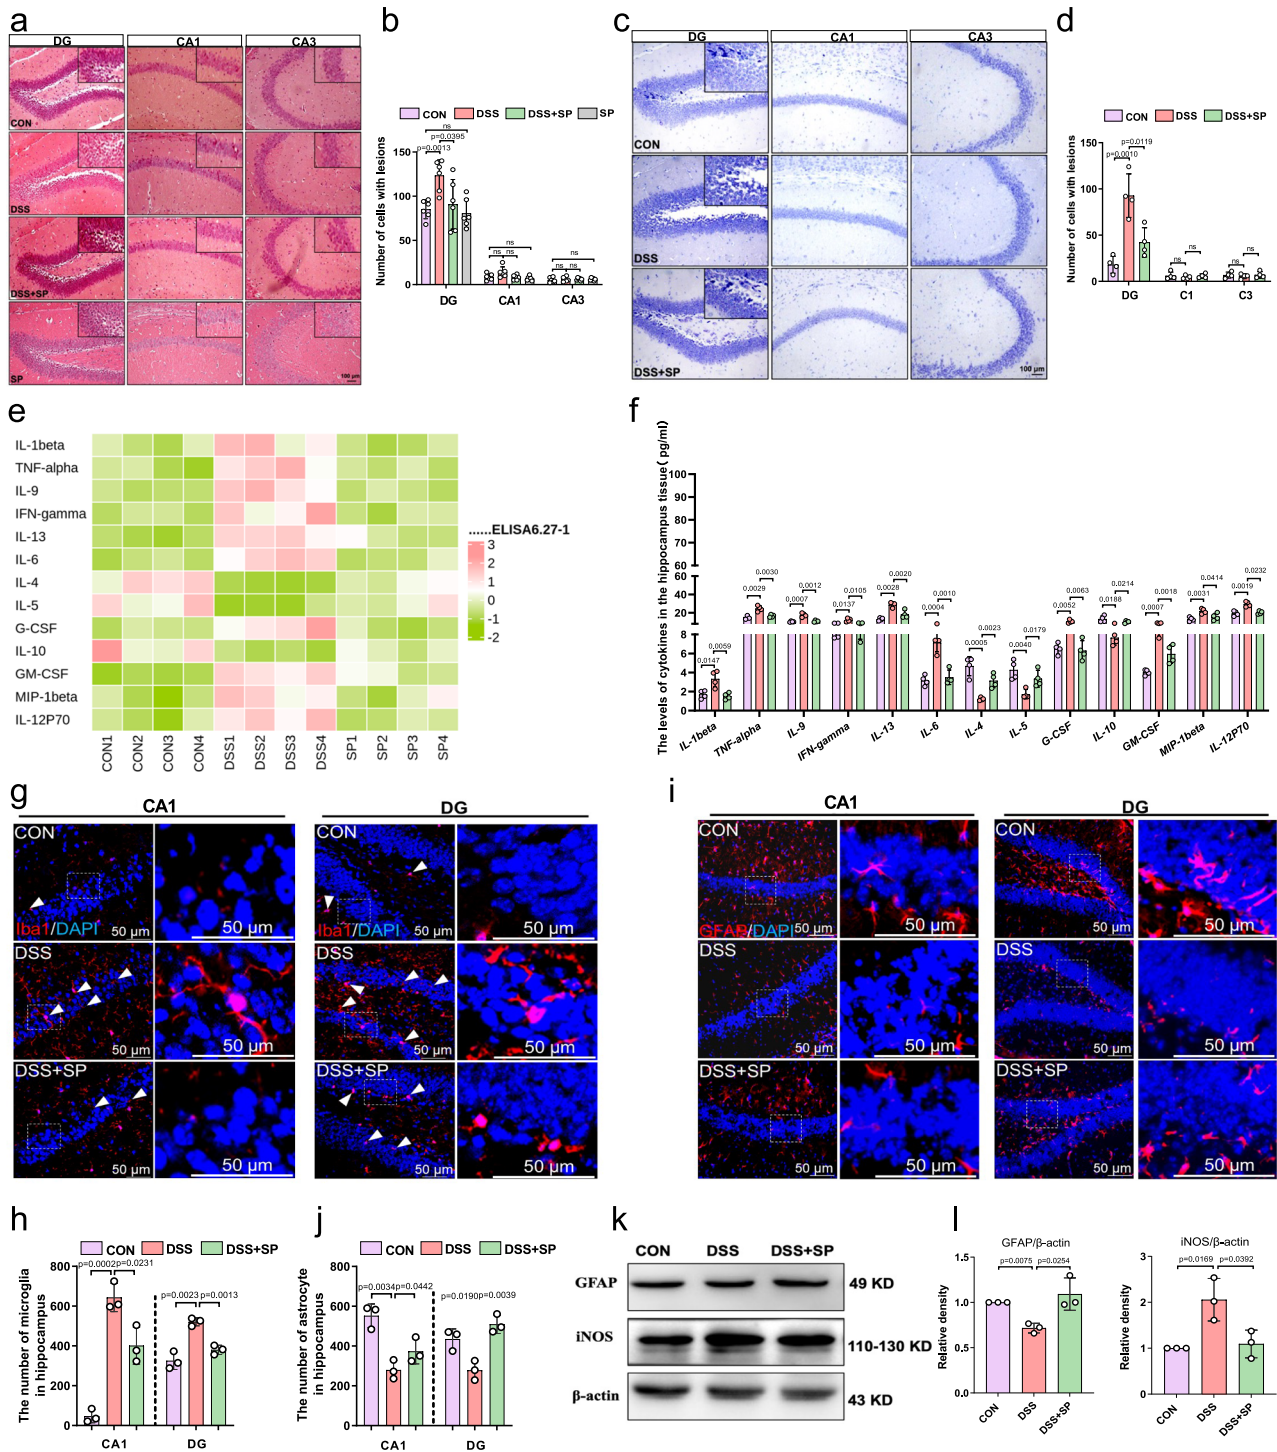 a
DG CA1 CA3
CON
DSS
DSS+SP
SP
100 μm
b
CON DSS DSS+SP SP
Number of cells with lesions
150
100
50
0
ns
p=0.0395
p=0.0013
ns
ns ns
ns
ns ns
DG CA1 CA3
c
DG CA1 CA3
CON
DSS
DSS+SP
100 μm
d
CON DSS DSS+SP
Number of cells with lesions
150
100
50
0
p=0.0119
p=0.0010
ns
ns
ns
ns
DG C1 C3
e
IL-1beta
TNF-alpha
IL-9
IFN-gamma
IL-13
IL-6
IL-4
IL-5
G-CSF
IL-10
GM-CSF
MIP-1beta
IL-12P70
CON1 CON2 CON3 CON4 DSS1 DSS2 DSS3 DSS4 SP1 SP2 SP3 SP4
......ELISA6.27-1
3
2
1
0
-1
-2
f
The levels of cytokines in the hippocampus tissue( pg/ml)
100
90
80
70
60
60
40
20
8
6
4
2
0
0.0147 0.0059
0.0029 0.0030
0.0007 0.0012
0.0137 0.0105
0.0028 0.0020
0.0004 0.0010
0.0005 0.0023
0.0040 0.0179
0.0052 0.0063
0.0188 0.0214
0.0007 0.0018
0.0031 0.0414
0.0019 0.0232
IL-1beta TNF-alpha IL-9 IFN-gamma IL-13 IL-6 IL-4 IL-5 G-CSF IL-10 GM-CSF MIP-1beta IL-12P70
g
CA1 DG
CON
Iba1/DAPI 50 μm 50 μm Iba1/DAPI 50 μm 50 μm
DSS DSS
50 μm 50 μm 50 μm 50 μm
DSS+SP DSS+SP
50 μm 50 μm 50 μm 50 μm
i
CA1 DG
CON CON
GFAP/DAPI 50 μm 50 μm 50 μm 50 μm
DSS DSS
50 μm 50 μm 50 μm 50 μm
DSS+SP DSS+SP
50 μm 50 μm 50 μm 50 μm
h
CON DSS DSS+SP
The number of microglia
in hippocampus
800
600
400
200
0
p=0.0002 p=0.0231
p=0.0023 p=0.0013
CA1 DG
j
CON DSS DSS+SP
The number of astrocyte
in hippocampus
800
600
400
200
0
p=0.0034 p=0.0442
p=0.0190 p=0.0039
CA1 DG
k
CON DSS DSS+SP
GFAP 49 KD
iNOS 110-130 KD
β-actin 43 KD
l
GFAP/β-actin
Relative density
1.5
1.0
0.5
0.0
p=0.0075 p=0.0254
CON DSS DSS+SP
iNOS/β-actin
Relative density
3
2
1
0
p=0.0169 p=0.0392
CON DSS DSS+SP